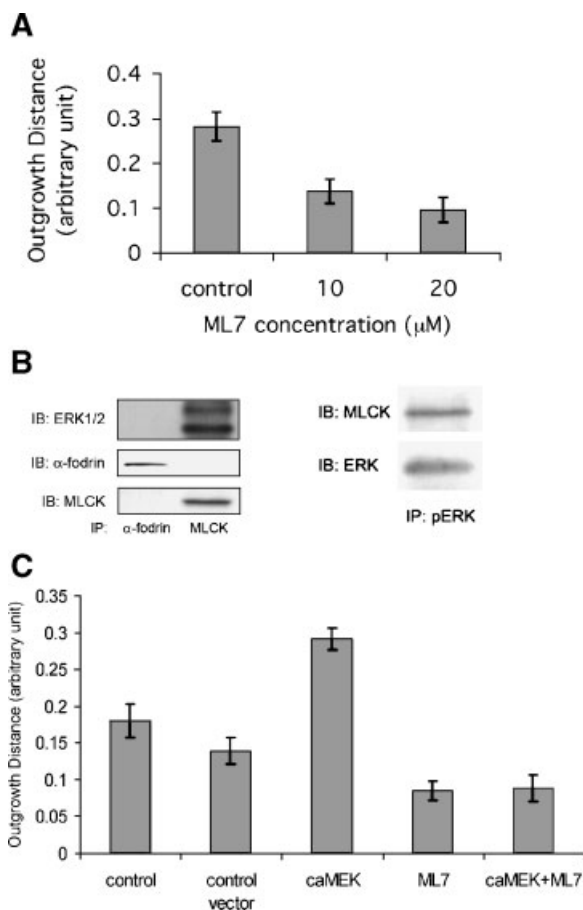 A
Outgrowth Distance
(arbitrary unit)
0.4
0.3
0.2
0.1
0
control 10 20
ML7 concentration (µM)
B
IB: ERK1/2
IB: α-fodrin
IB: MLCK
IP: α-fodrin MLCK
IB: MLCK
IB: ERK
IP: pERK
C
Outgrowth Distance (arbitrary unit)
0.35
0.3
0.25
0.2
0.15
0.1
0.05
0
control control vector caMEK ML7 caMEK+ML7